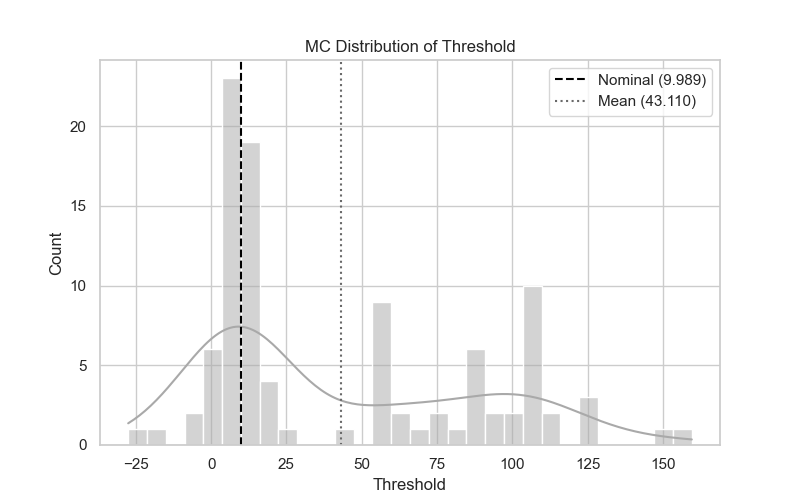 MC Distribution of Threshold
Nominal (9.989)
Mean (43.110)
Count
20
15
10
5
0
−25 0 25 50 75 100 125 150
Threshold